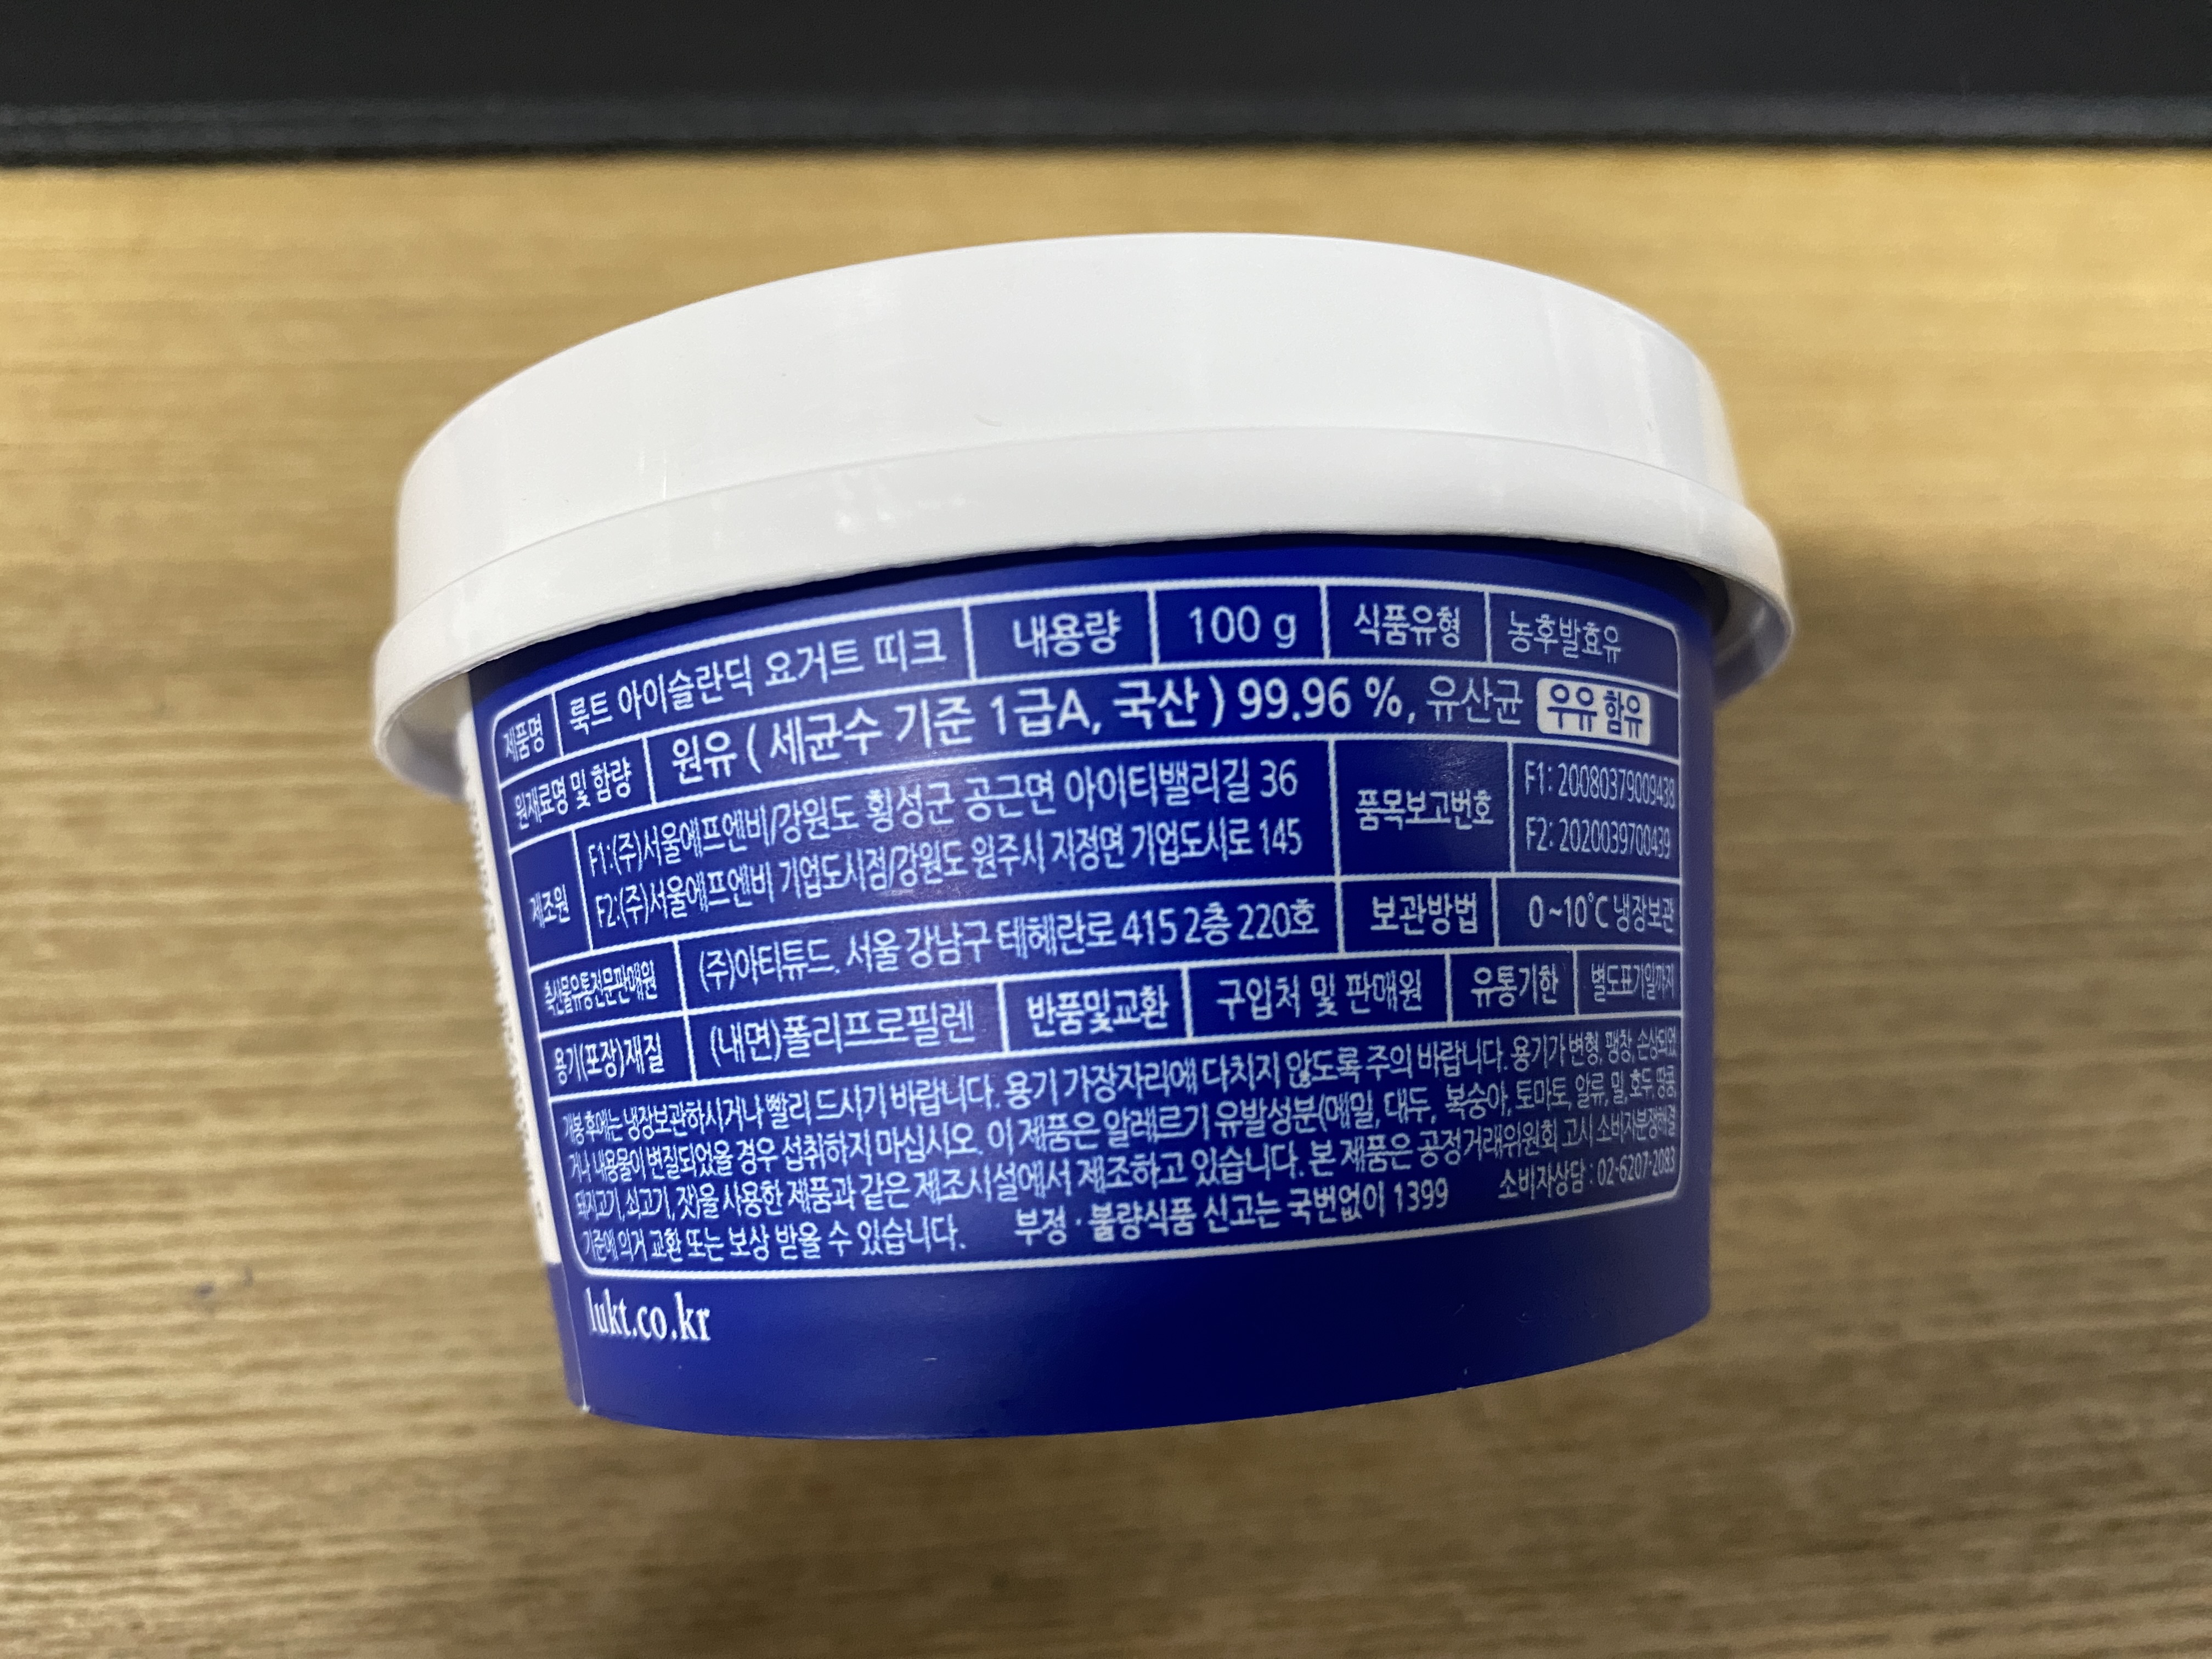 제품명 룩트 아이슬란딕 요거트 띠크 내용량 100 g 식품유형 농후발효유
원재료명 및 함량 원유 ( 세균수 기준 1급A, 국산 ) 99.96 %, 유산균 우유 함유
제조원 F1:(주)서울에프엔비/강원도 횡성군 공근면 아이티밸리길 36
F2:(주)서울에프엔비 기업도시점/강원도 원주시 지정면 기업도시로 145
품목보고번호 F1: 20080379009438
F2: 2020039700439
축산물유통전문판매원 (주)아티튜드. 서울 강남구 테헤란로 415 2층 220호 보관방법 0~10℃ 냉장보관
용기(포장)재질 (내면)폴리프로필렌 반품및교환 구입처 및 판매원 유통기한 별도표기일까지
개봉 후에는 냉장보관하시거나 빨리 드시기 바랍니다. 용기 가장자리에 다치지 않도록 주의 바랍니다. 용기가 변형, 팽창, 손상되었
거나 내용물이 변질되었을 경우 섭취하지 마십시오. 이 제품은 알레르기 유발성분(메밀, 대두, 복숭아, 토마토, 알류, 밀, 호두, 땅콩,
돼지고기, 쇠고기, 잣)을 사용한 제품과 같은 제조시설에서 제조하고 있습니다. 본 제품은 공정거래위원회 고시 소비자분쟁해결
기준에 의거 교환 또는 보상 받을 수 있습니다. 부정 · 불량식품 신고는 국번없이 1399 소비자상담 : 02-6207-2083
lukt.co.kr